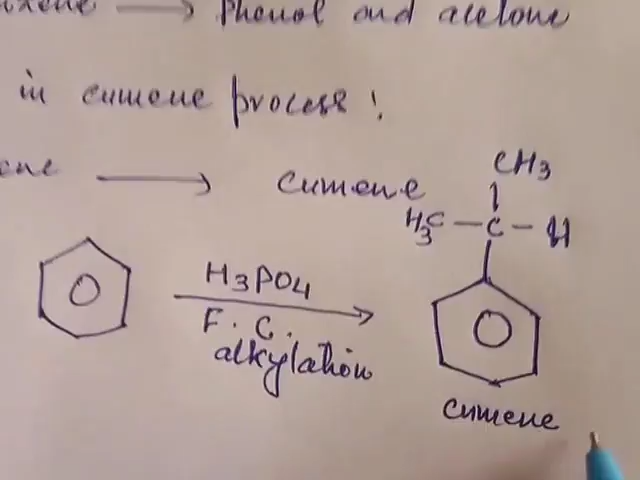 ⟶ phenol and acetone
in cumene process!
⟶ cumene
CH3
H3C - C - H
H3PO4
F. C.
alkylation
cumene